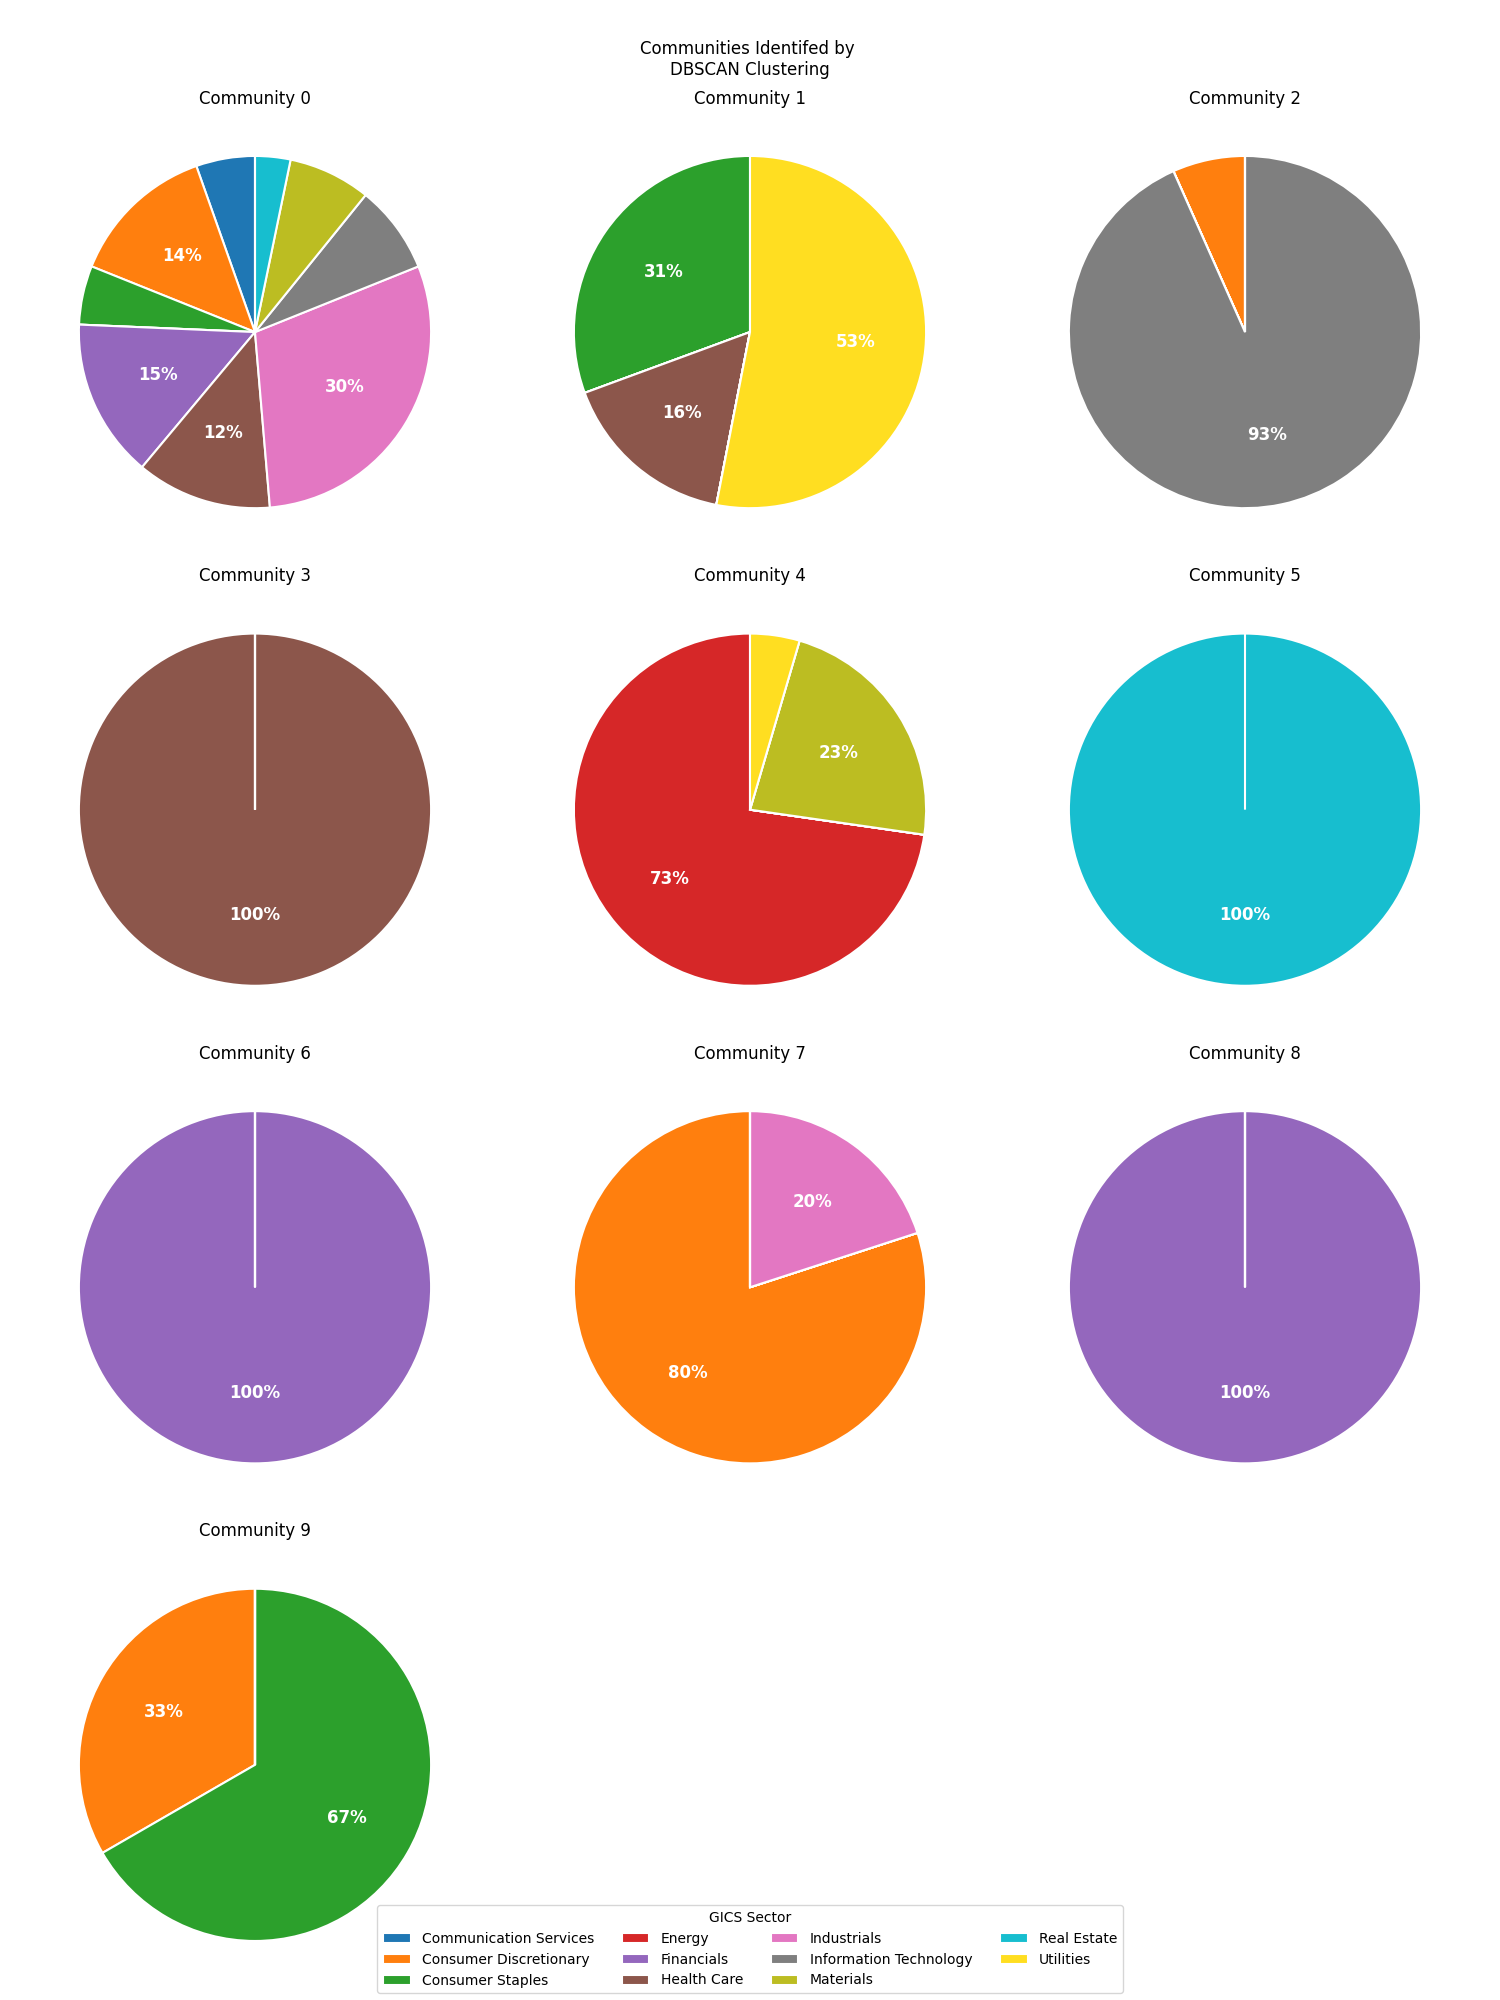 Communities Identifed by
DBSCAN Clustering
Community 0
Community 1
Community 2
14%
15%
12%
30%
31%
16%
53%
93%
Community 3
Community 4
Community 5
100%
73%
23%
100%
Community 6
Community 7
Community 8
100%
20%
80%
100%
Community 9
33%
67%
GICS Sector
Communication Services
Consumer Discretionary
Consumer Staples
Energy
Financials
Health Care
Industrials
Information Technology
Materials
Real Estate
Utilities